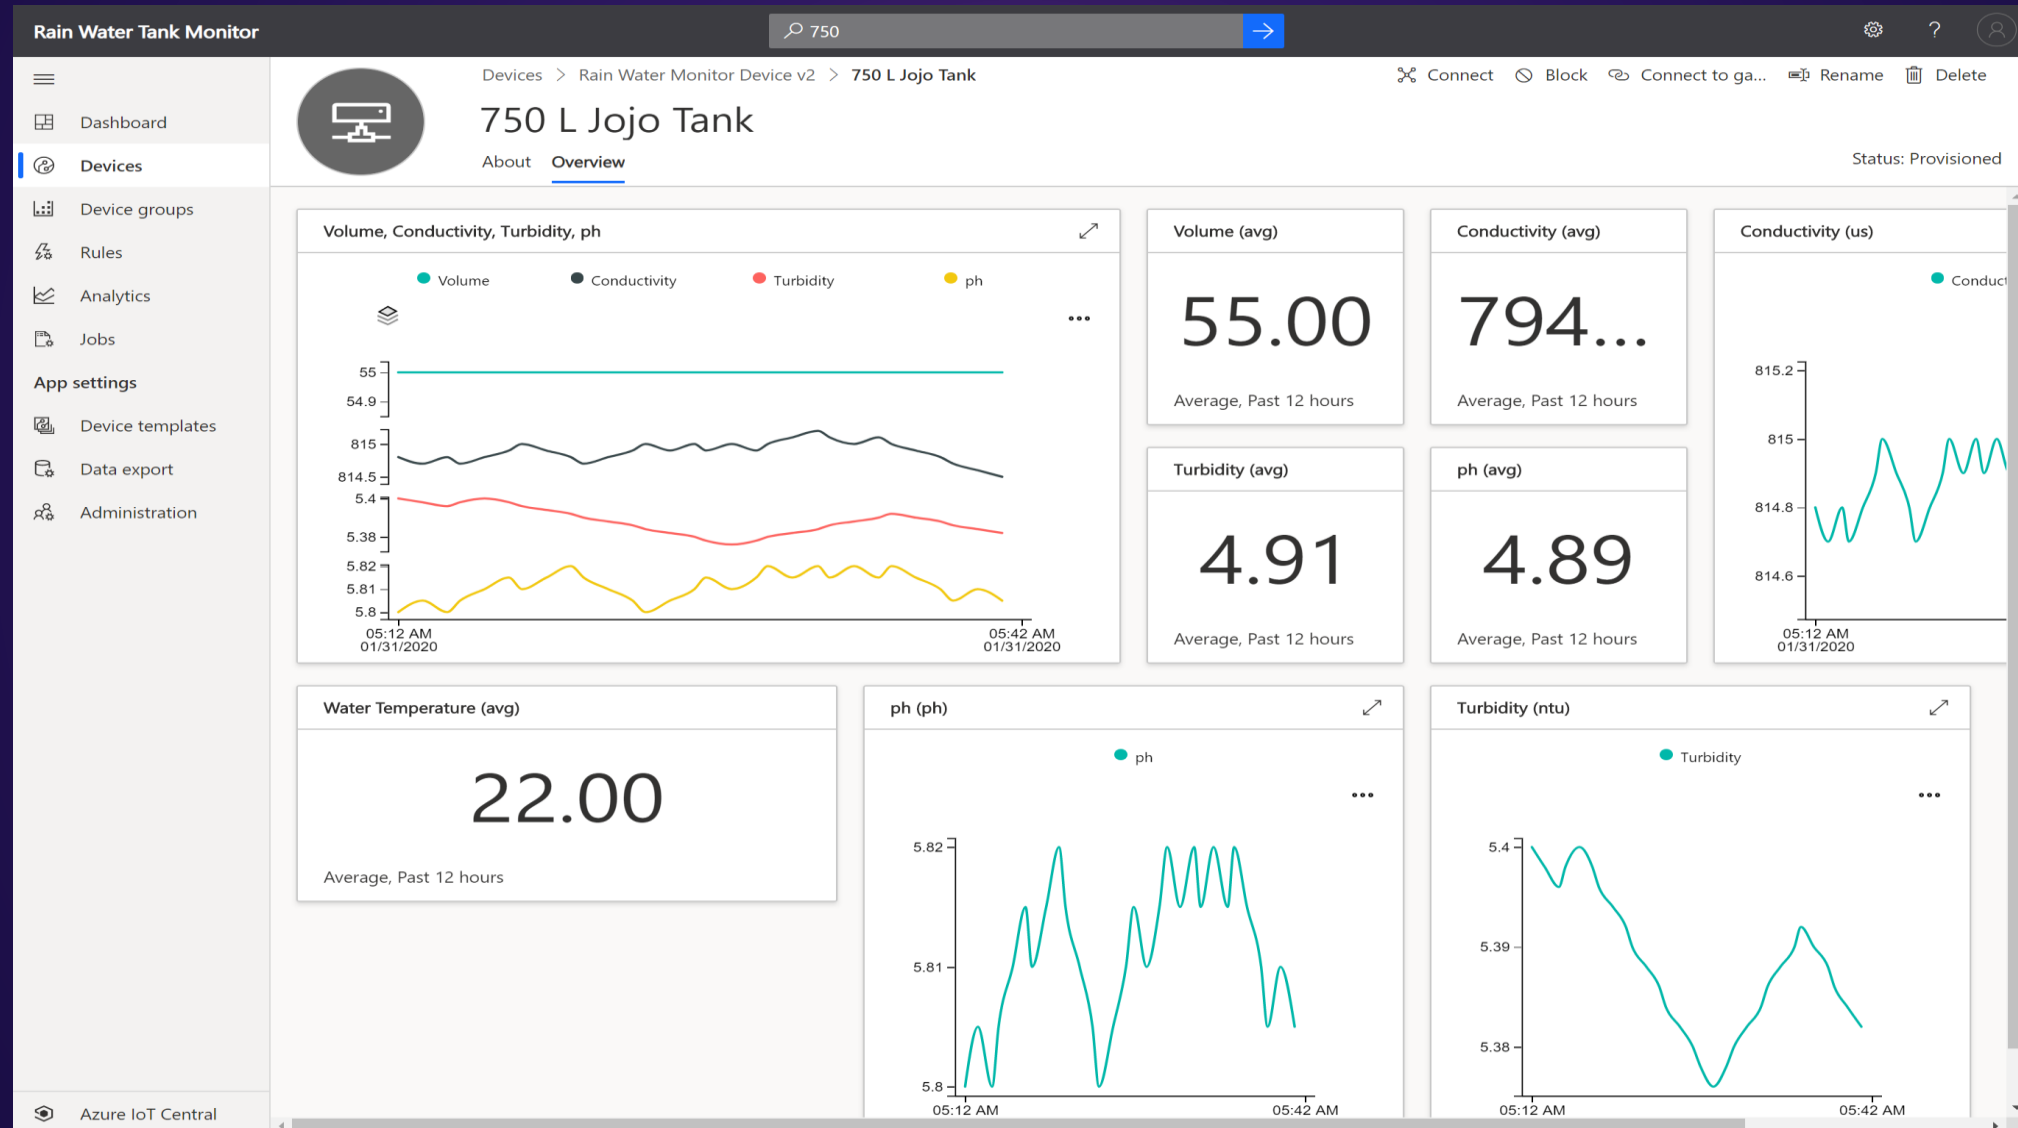 Rain Water Tank Monitor
750
?
Dashboard
Devices
Device groups
Rules
Analytics
Jobs
App settings
Device templates
Data export
Administration
Azure IoT Central
Devices > Rain Water Monitor Device v2 > 750 L Jojo Tank
Connect Block Connect to ga... Rename Delete
750 L Jojo Tank
About Overview
Status: Provisioned
Volume, Conductivity, Turbidity, ph
Volume Conductivity Turbidity ph
55
54.9
815
814.5
5.4
5.38
5.82
5.81
5.8
05:12 AM 05:42 AM
01/31/2020 01/31/2020
Volume (avg)
55.00
Average, Past 12 hours
Conductivity (avg)
794...
Average, Past 12 hours
Turbidity (avg)
4.91
Average, Past 12 hours
ph (avg)
4.89
Average, Past 12 hours
Conductivity (us)
Conduct
815.2
815
814.8
814.6
05:12 AM
01/31/2020
Water Temperature (avg)
22.00
Average, Past 12 hours
ph (ph)
ph
5.82
5.81
5.8
05:12 AM 05:42 AM
Turbidity (ntu)
Turbidity
5.4
5.39
5.38
05:12 AM 05:42 AM